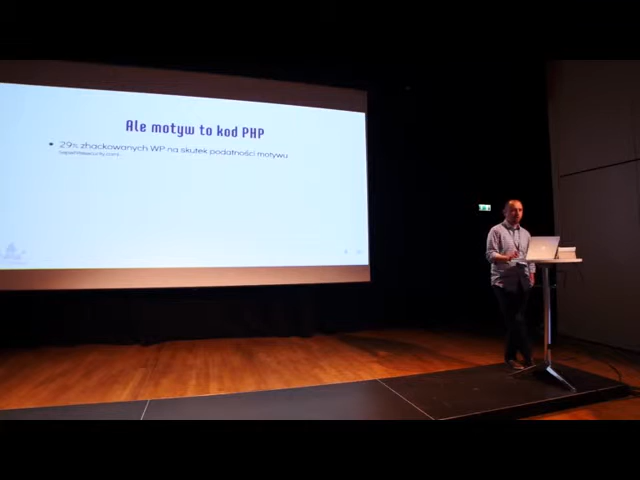 Ale motyw to kod PHP
29% zhackowanych WP na skutek podatności motywu